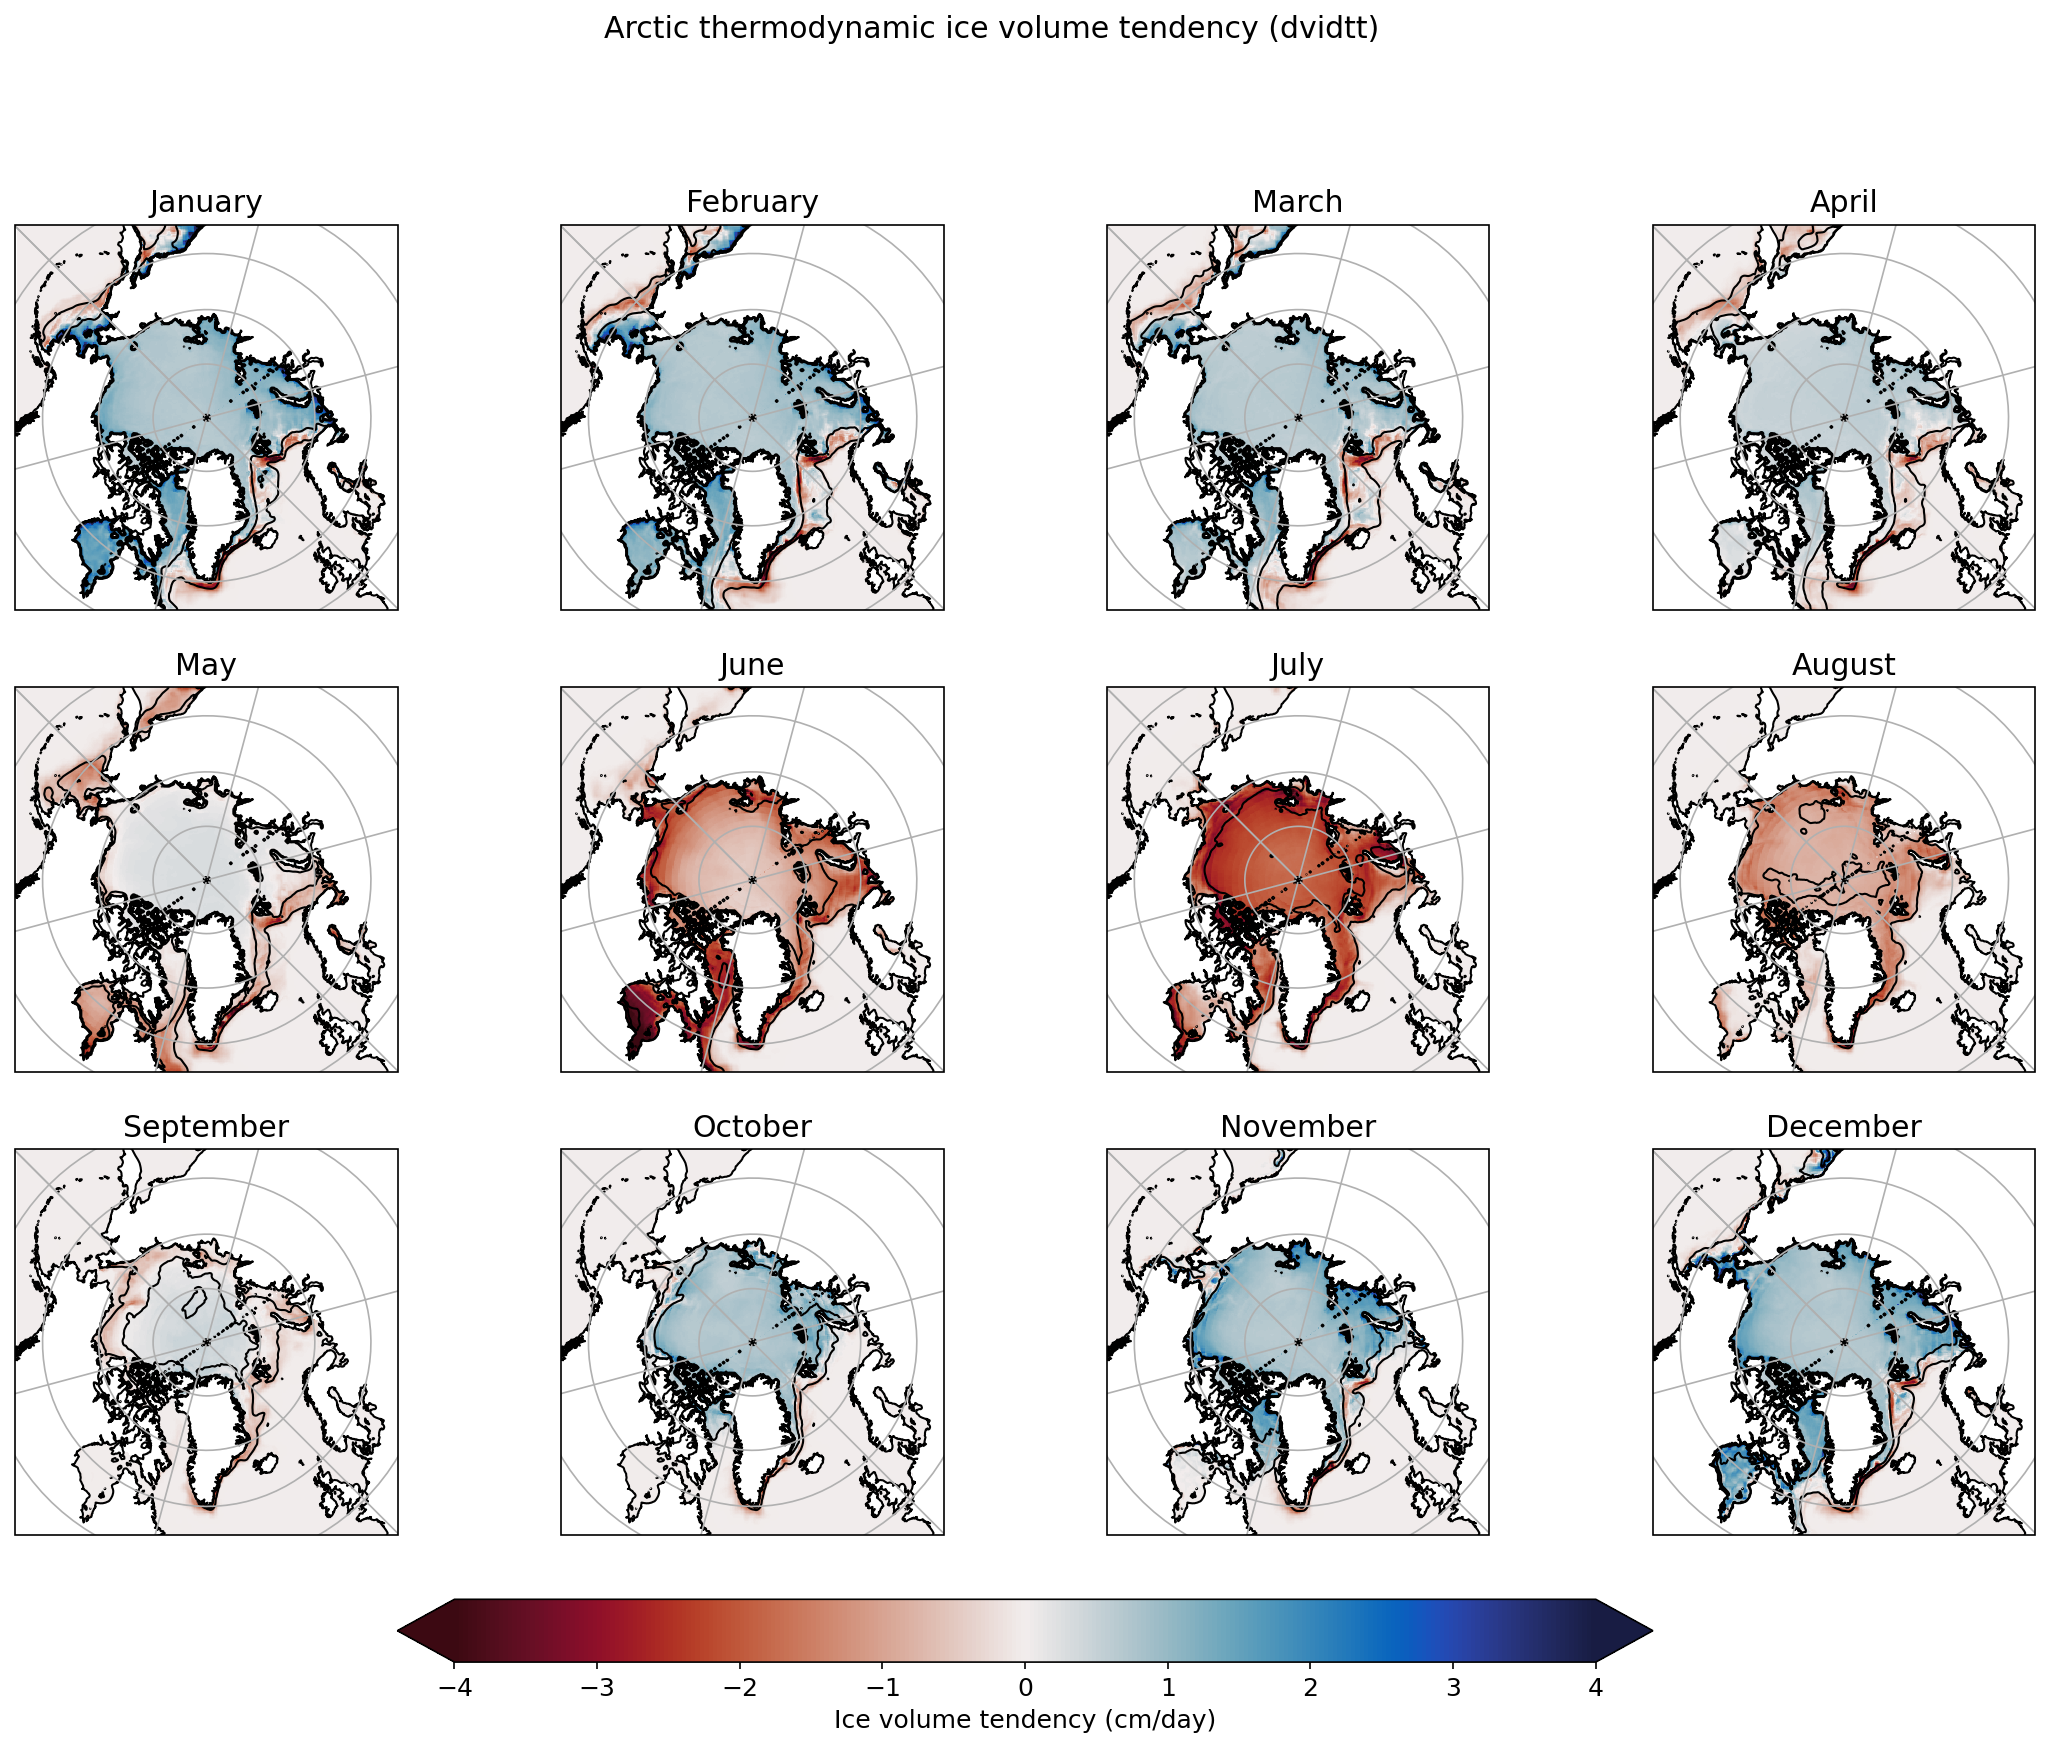 Arctic thermodynamic ice volume tendency (dvidtt)
January
February
March
April
May
June
July
August
September
October
November
December
−4 −3 −2 −1 0 1 2 3 4
Ice volume tendency (cm/day)